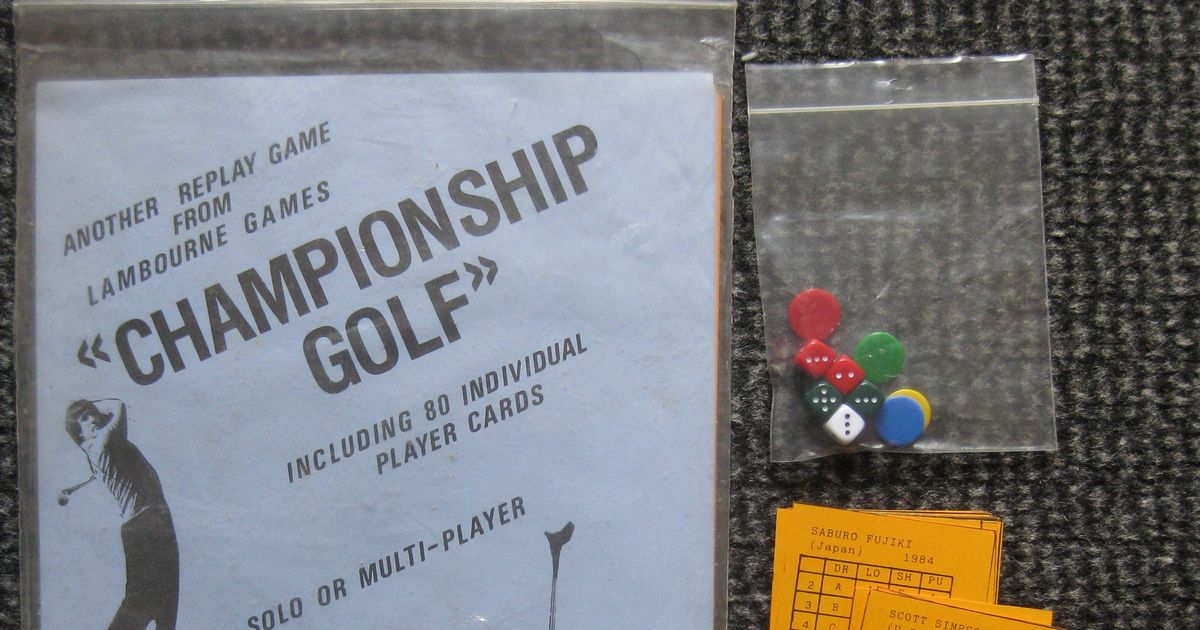 ANOTHER REPLAY GAME
FROM
LAMBOURNE GAMES
«CHAMPIONSHIP
GOLF»
INCLUDING 80 INDIVIDUAL
PLAYER CARDS
SOLO OR MULTI-PLAYER
SABURO FUJIKI
(Japan) 1984
DR LO SH PU
2 A
3 B
4 C
SCOTT